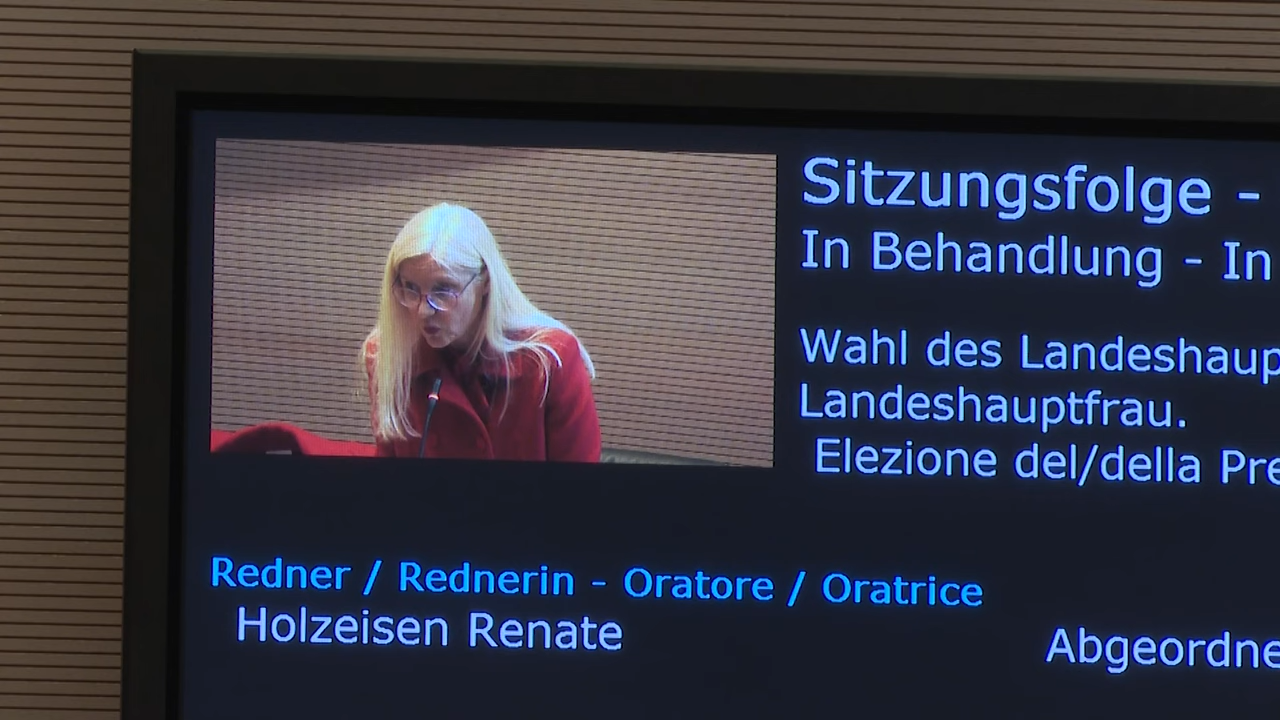 Sitzungsfolge -
In Behandlung - In
Wahl des Landeshaup
Landeshauptfrau.
Elezione del/della Pre
Redner / Rednerin - Oratore / Oratrice
Holzeisen Renate
Abgeordne